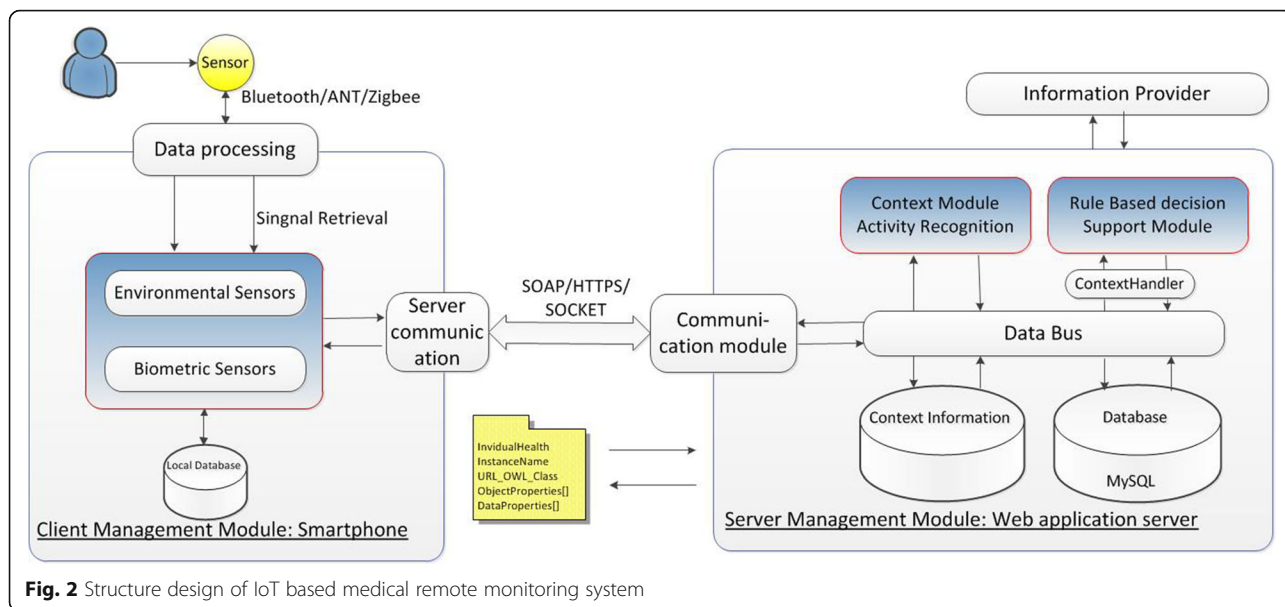 Sensor
Bluetooth/ANT/Zigbee
Data processing
Singnal Retrieval
Environmental Sensors
Biometric Sensors
Local Database
Client Management Module: Smartphone
Server
communic
ation
SOAP/HTTPS/
SOCKET
Communi-
cation module
InvidualHealth
InstanceName
URL_OWL_Class
ObjectProperties[]
DataProperties[]
Information Provider
Context Module
Activity Recognition
Rule Based decision
Support Module
ContextHandler
Data Bus
Context Information
Database
MySQL
Server Management Module: Web application server
Fig. 2 Structure design of IoT based medical remote monitoring system